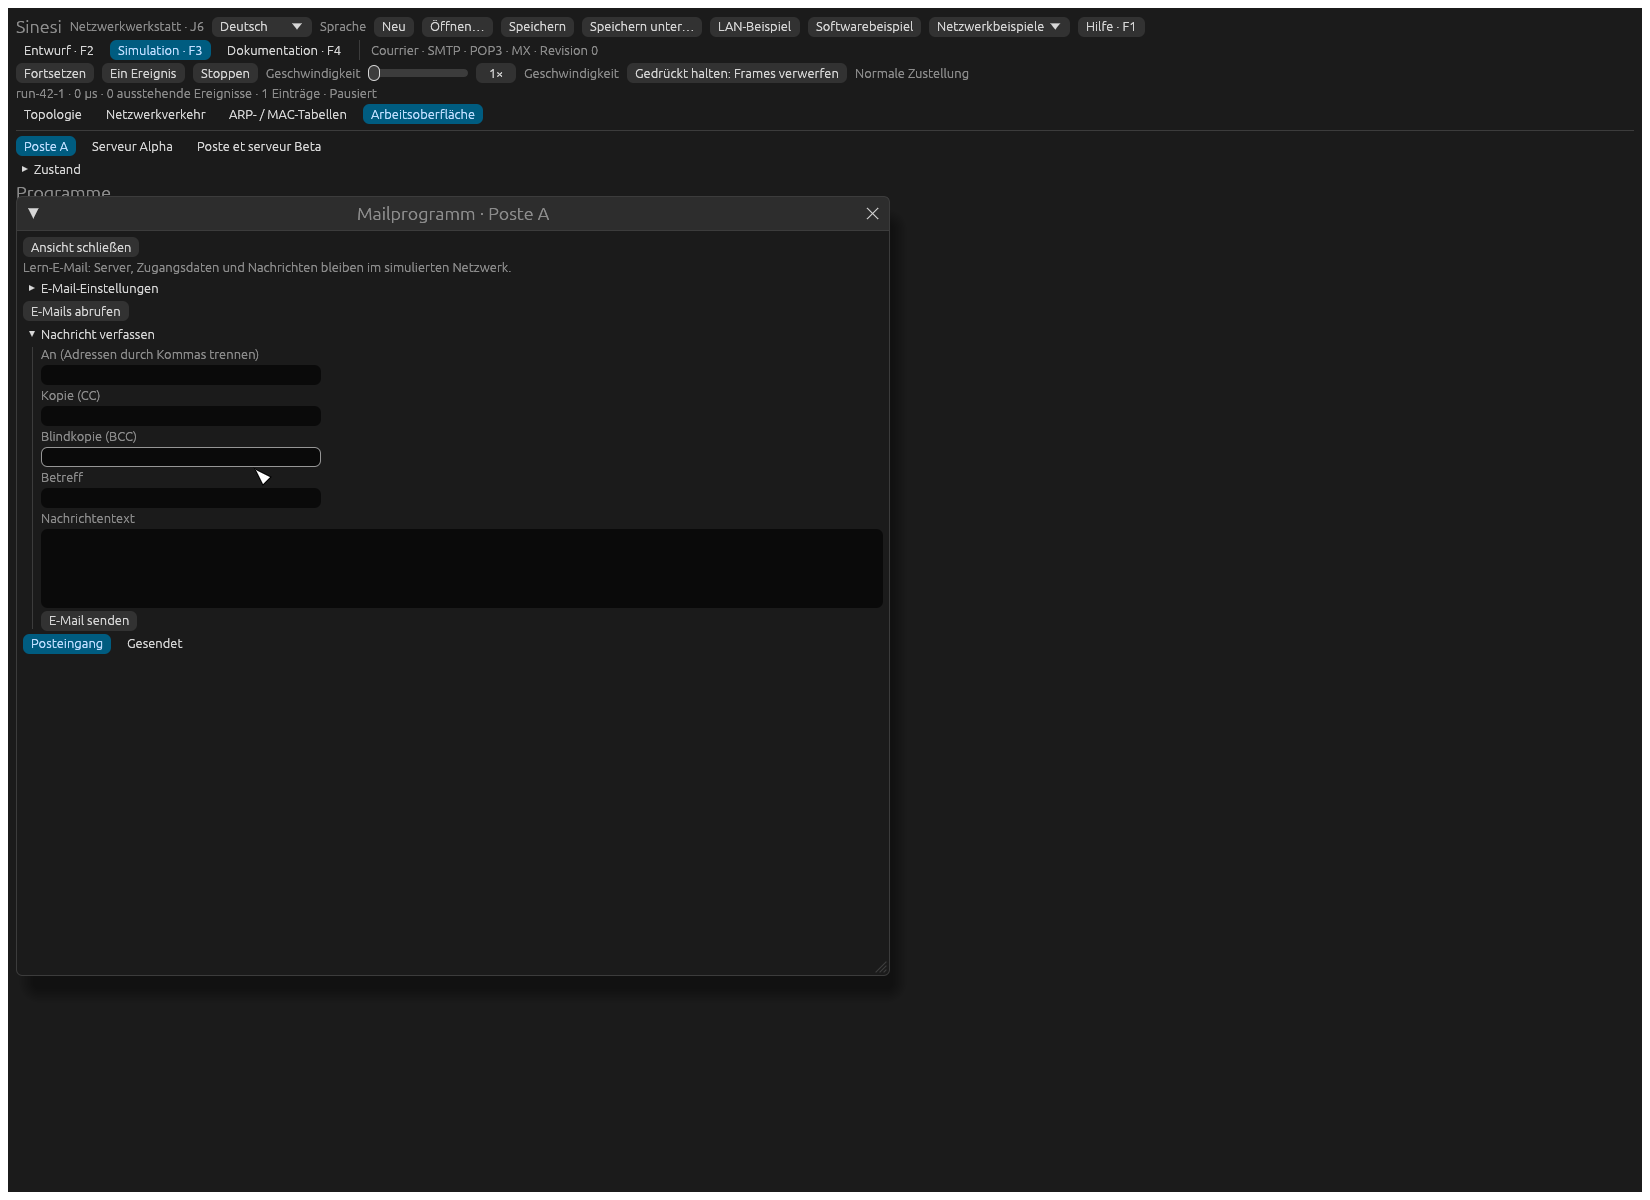 Sinesi Netzwerkwerkstatt · J6 Deutsch Sprache Neu Öffnen… Speichern Speichern unter… LAN-Beispiel Softwarebeispiel Netzwerkbeispiele Hilfe · F1
Entwurf · F2 Simulation · F3 Dokumentation · F4 Courrier · SMTP · POP3 · MX · Revision 0
Fortsetzen Ein Ereignis Stoppen Geschwindigkeit 1× Geschwindigkeit Gedrückt halten: Frames verwerfen Normale Zustellung
run-42-1 · 0 µs · 0 ausstehende Ereignisse · 1 Einträge · Pausiert
Topologie Netzwerkverkehr ARP- / MAC-Tabellen Arbeitsoberfläche
Poste A Serveur Alpha Poste et serveur Beta
Zustand
Programme
Mailprogramm · Poste A
Ansicht schließen
Lern-E-Mail: Server, Zugangsdaten und Nachrichten bleiben im simulierten Netzwerk.
E-Mail-Einstellungen
E-Mails abrufen
Nachricht verfassen
An (Adressen durch Kommas trennen)
Kopie (CC)
Blindkopie (BCC)
Betreff
Nachrichtentext
E-Mail senden
Posteingang Gesendet